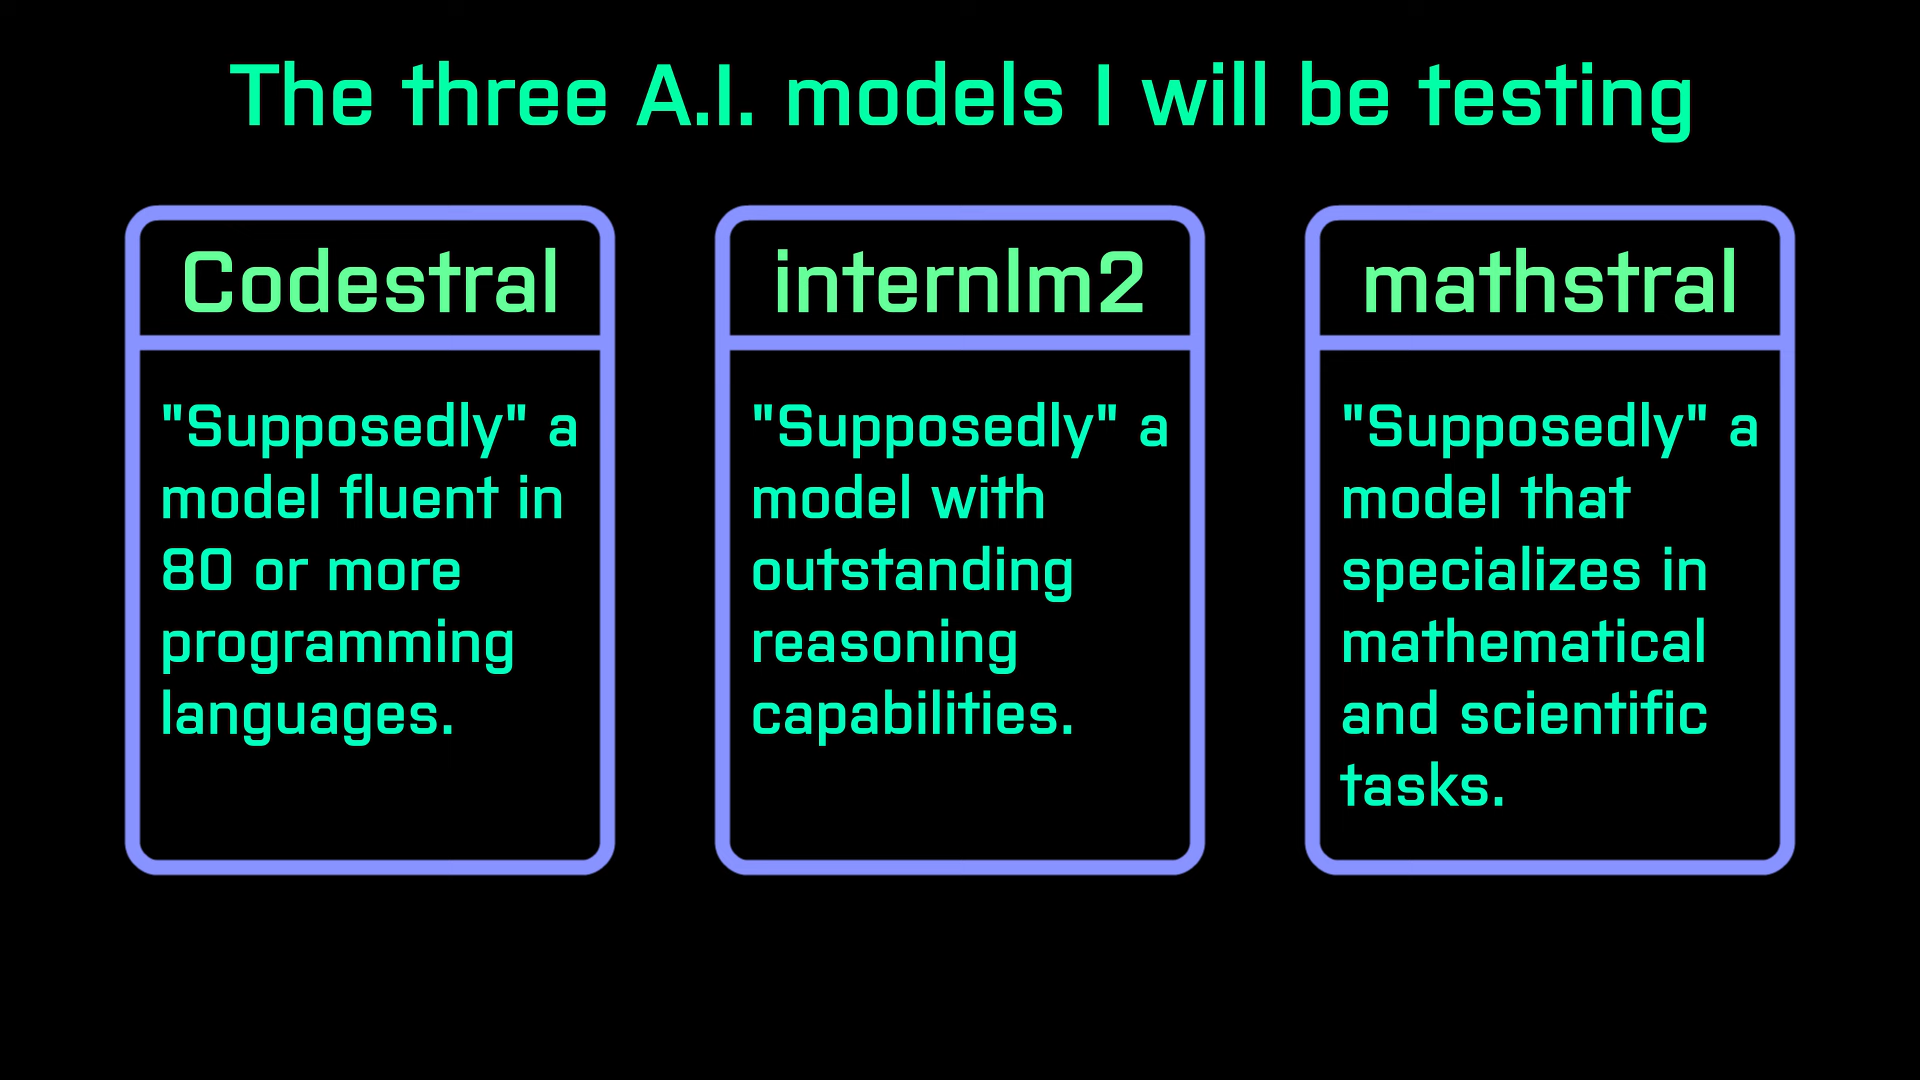 The three A.I. models I will be testing
Codestral
"Supposedly" a
model fluent in
80 or more
programming
languages.
internlm2
"Supposedly" a
model with
outstanding
reasoning
capabilities.
mathstral
"Supposedly" a
model that
specializes in
mathematical
and scientific
tasks.